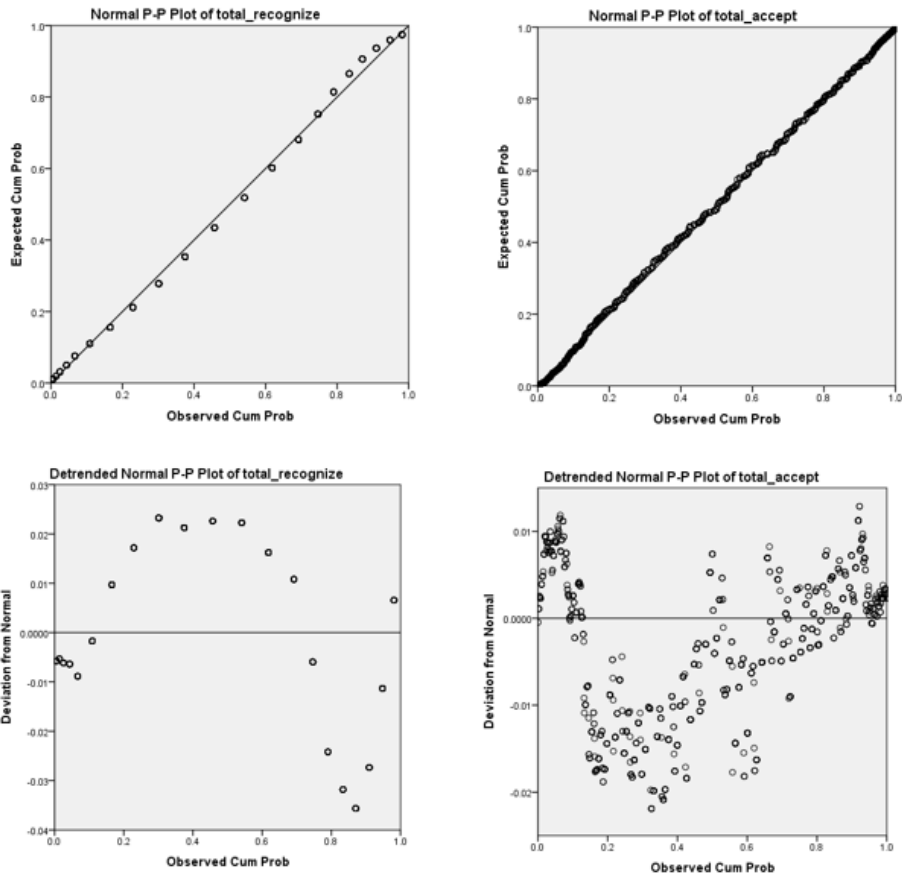 Normal P-P Plot of total_recognize
1.0
0.8
0.6
0.4
0.2
0.0
Expected Cum Prob
0.0 0.2 0.4 0.6 0.8 1.0
Observed Cum Prob
Normal P-P Plot of total_accept
1.0
0.8
0.6
0.4
0.2
0.0
Expected Cum Prob
0.0 0.2 0.4 0.6 0.8 1.0
Observed Cum Prob
Detrended Normal P-P Plot of total_recognize
0.03
0.02
0.01
0.0000
-0.01
-0.02
-0.03
-0.04
Deviation from Normal
0.0 0.2 0.4 0.6 0.8 1.0
Observed Cum Prob
Detrended Normal P-P Plot of total_accept
0.01
0.0000
-0.01
-0.02
Deviation from Normal
0.0 0.2 0.4 0.6 0.8 1.0
Observed Cum Prob